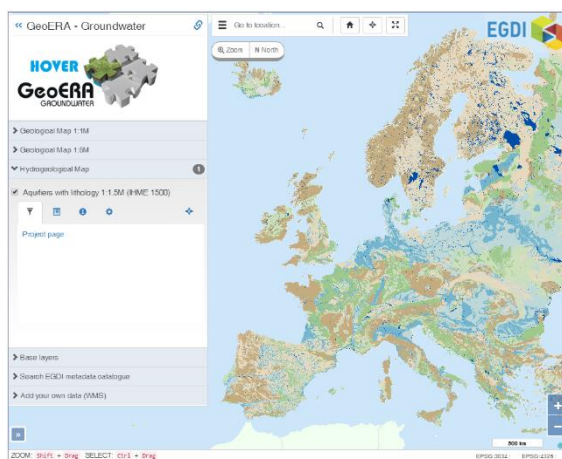 « GeoERA - Groundwater
HOVER
GeoERA
GROUNDWATER
Geological Map 1:1M
Geological Map 1:5M
Hydrogeological Map 1
Aquifiers with lithology 1:1.5M (IHME 1500)
Project page
Base layers
Search EGDI metadata catalogue
Add your own data (WMS)
»
Go to location...
Zoom N North
EGDI
+
−
500 km
ZOOM: Shift + Drag SELECT: Ctrl + Drag
EPSG:3034 EPSG:4326